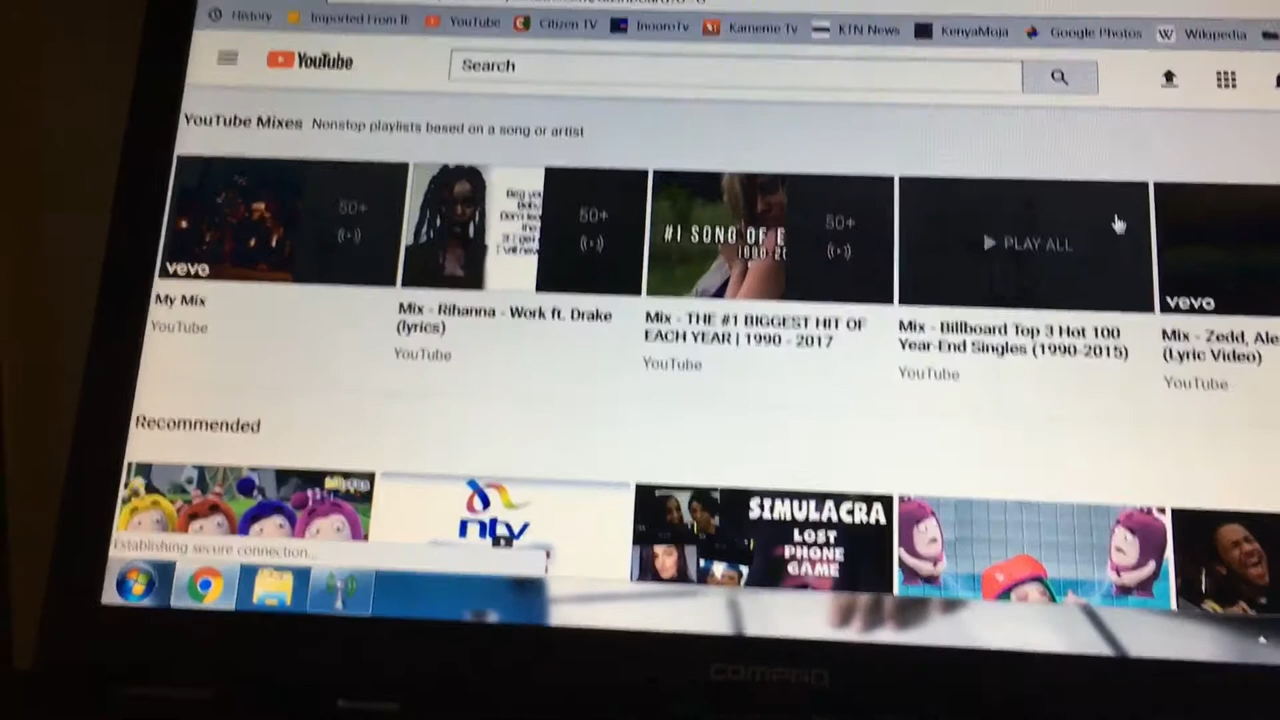 History Imported From IE YouTube Citizen TV InooroTv Kameme Tv KTN News KenyaMoja Google Photos Wikipedia
YouTube Search
YouTube Mixes Nonstop playlists based on a song or artist
50+
vevo
50+
#1 SONG OF E
1990-20
50+
PLAY ALL
vevo
My Mix
YouTube
Mix - Rihanna - Work ft. Drake
(lyrics)
YouTube
Mix - THE #1 BIGGEST HIT OF
EACH YEAR | 1990 - 2017
YouTube
Mix - Billboard Top 3 Hot 100
Year-End Singles (1990-2015)
YouTube
Mix - Zedd, Ale
(Lyric Video)
YouTube
Recommended
ntv
SIMULACRA
LOST
PHONE
GAME
Establishing secure connection...
COMPAQ